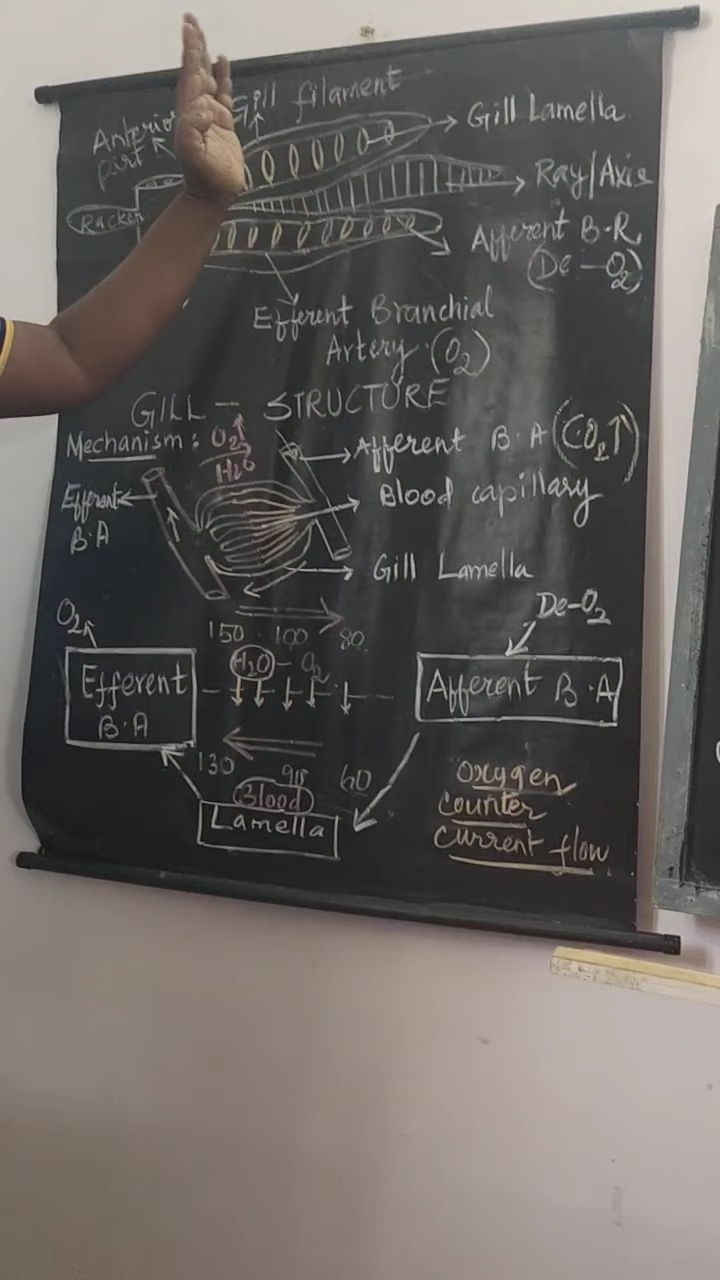 Gill filament
Anterior
part
Gill Lamella
Ray/Axis
Racker
Afferent B.R
(De-O2)
Efferent Branchial
Artery (O2)
GILL - STRUCTURE
Mechanism: O2↑
H2O
Afferent B.A (CO2↑)
Efferent
B.A
Blood capillary
Gill Lamella
O2
De-O2
150 100 80
H2O - O2
Efferent
B.A
Afferent B.A
130 60
Blood
Lamella
Oxygen
counter
current flow